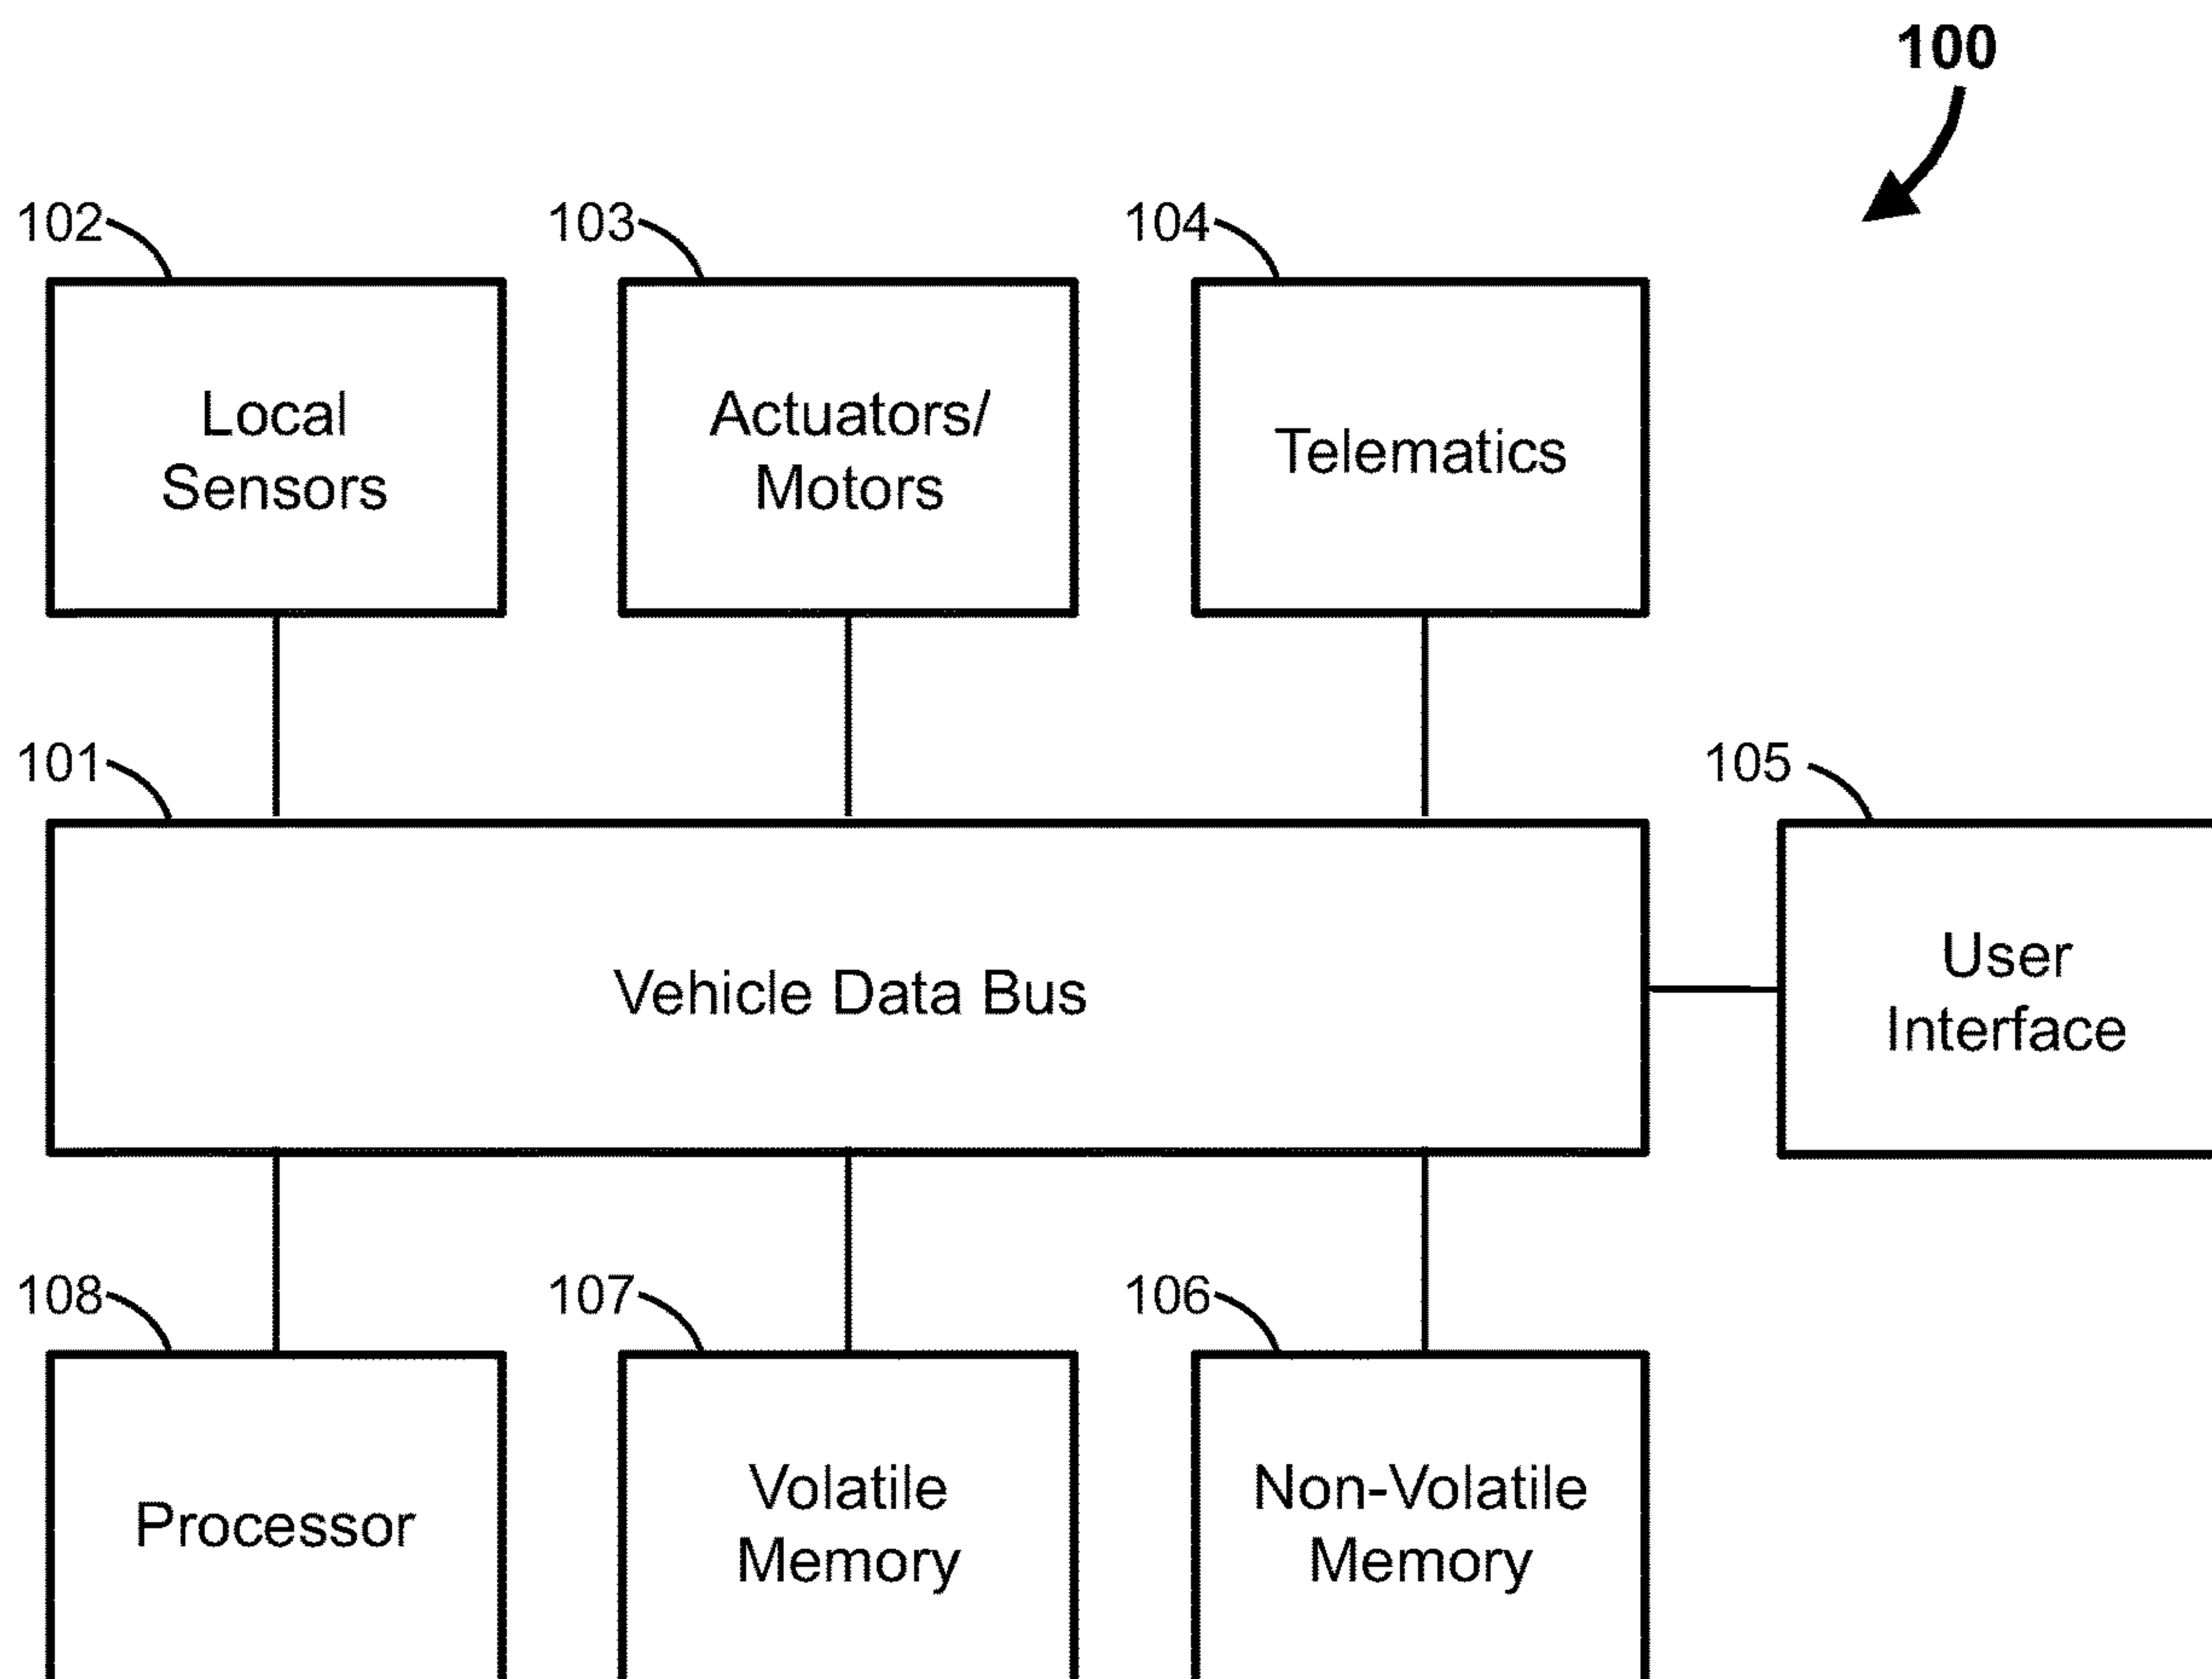 100
102
103
104
Local
Sensors
Actuators/
Motors
Telematics
101
105
Vehicle Data Bus
User
Interface
108
107
106
Processor
Volatile
Memory
Non-Volatile
Memory